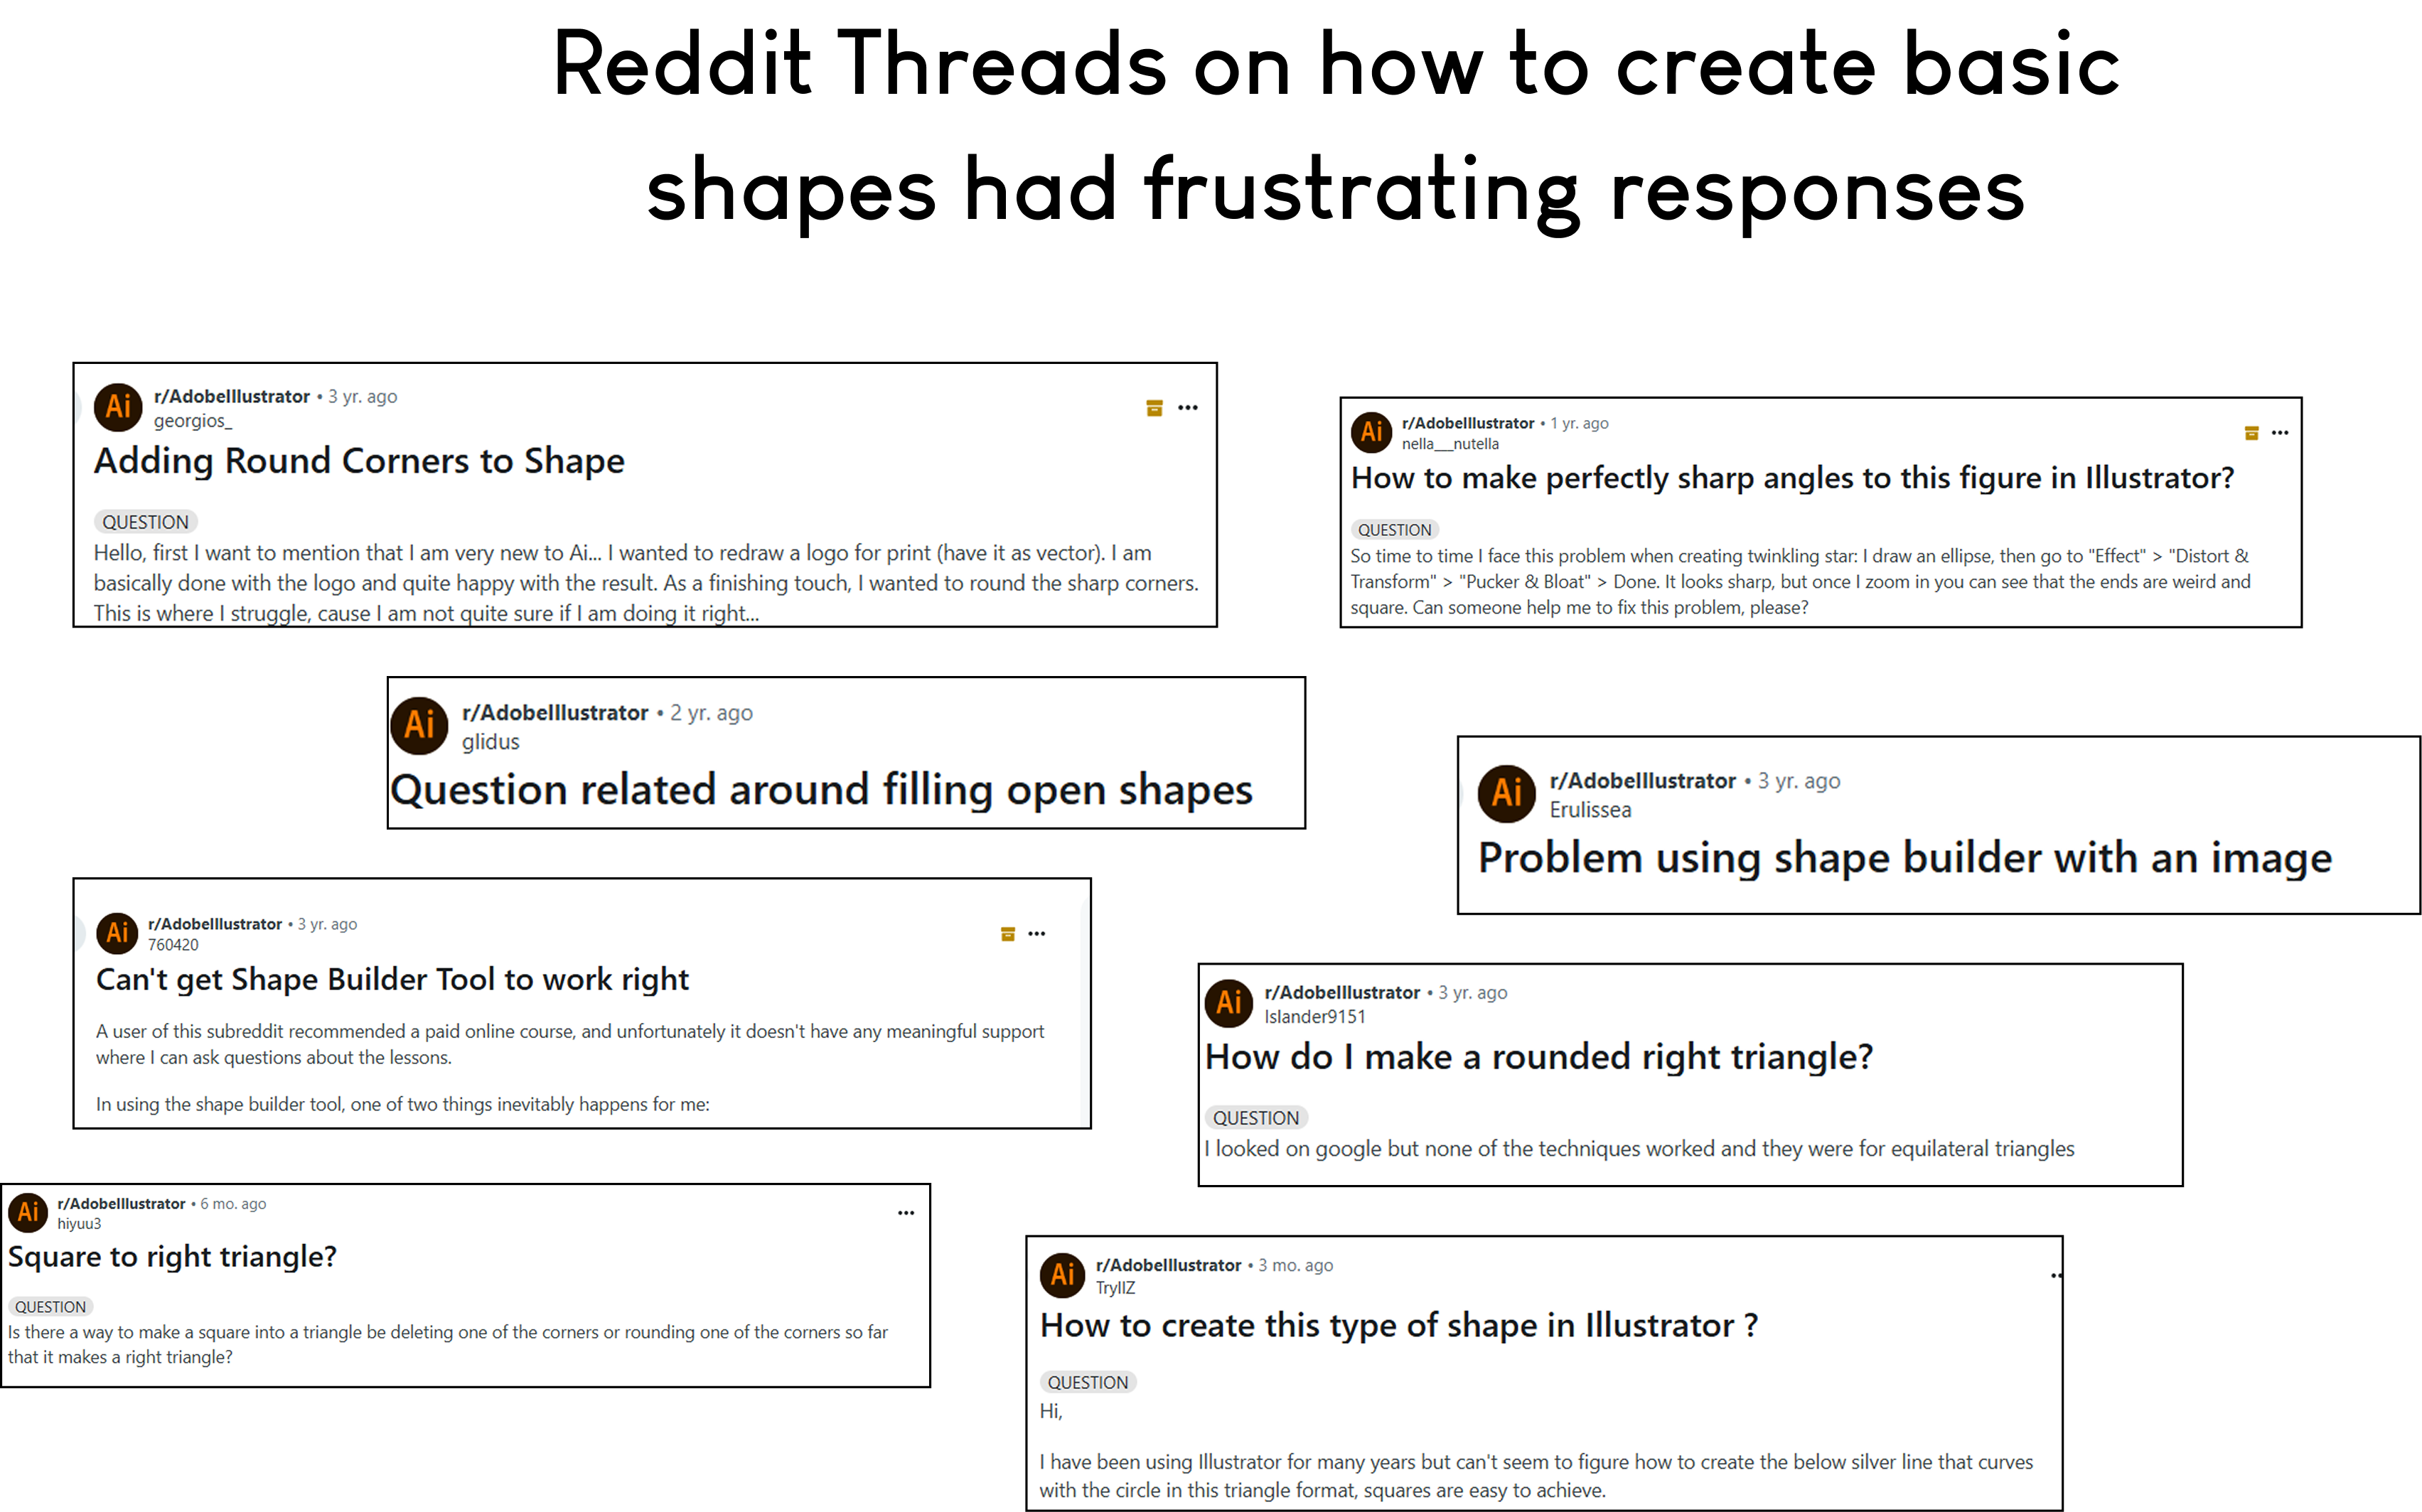 Reddit Threads on how to create basic
shapes had frustrating responses
Ai
r/AdobeIllustrator • 3 yr. ago
georgios_
Adding Round Corners to Shape
QUESTION
Hello, first I want to mention that I am very new to Ai... I wanted to redraw a logo for print (have it as vector). I am
basically done with the logo and quite happy with the result. As a finishing touch, I wanted to round the sharp corners.
This is where I struggle, cause I am not quite sure if I am doing it right...
Ai
r/AdobeIllustrator • 1 yr. ago
nella___nutella
How to make perfectly sharp angles to this figure in Illustrator?
QUESTION
So time to time I face this problem when creating twinkling star: I draw an ellipse, then go to "Effect" > "Distort &
Transform" > "Pucker & Bloat" > Done. It looks sharp, but once I zoom in you can see that the ends are weird and
square. Can someone help me to fix this problem, please?
Ai
r/AdobeIllustrator • 2 yr. ago
glidus
Question related around filling open shapes
Ai
r/AdobeIllustrator • 3 yr. ago
Erulissea
Problem using shape builder with an image
Ai
r/AdobeIllustrator • 3 yr. ago
760420
Can't get Shape Builder Tool to work right
A user of this subreddit recommended a paid online course, and unfortunately it doesn't have any meaningful support
where I can ask questions about the lessons.
In using the shape builder tool, one of two things inevitably happens for me:
Ai
r/AdobeIllustrator • 3 yr. ago
Islander9151
How do I make a rounded right triangle?
QUESTION
I looked on google but none of the techniques worked and they were for equilateral triangles
Ai
r/AdobeIllustrator • 6 mo. ago
hiyuu3
Square to right triangle?
QUESTION
Is there a way to make a square into a triangle be deleting one of the corners or rounding one of the corners so far
that it makes a right triangle?
Ai
r/AdobeIllustrator • 3 mo. ago
TryIIZ
How to create this type of shape in Illustrator ?
QUESTION
Hi,
I have been using Illustrator for many years but can't seem to figure how to create the below silver line that curves
with the circle in this triangle format, squares are easy to achieve.